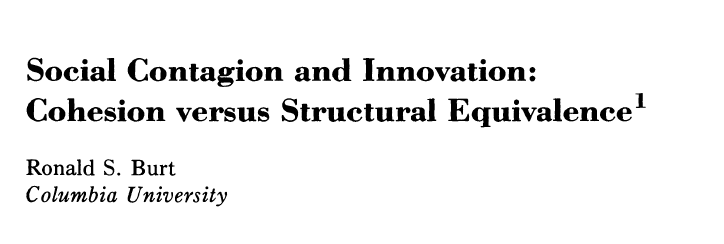 Social Contagion and Innovation:
Cohesion versus Structural Equivalence¹
Ronald S. Burt
Columbia University